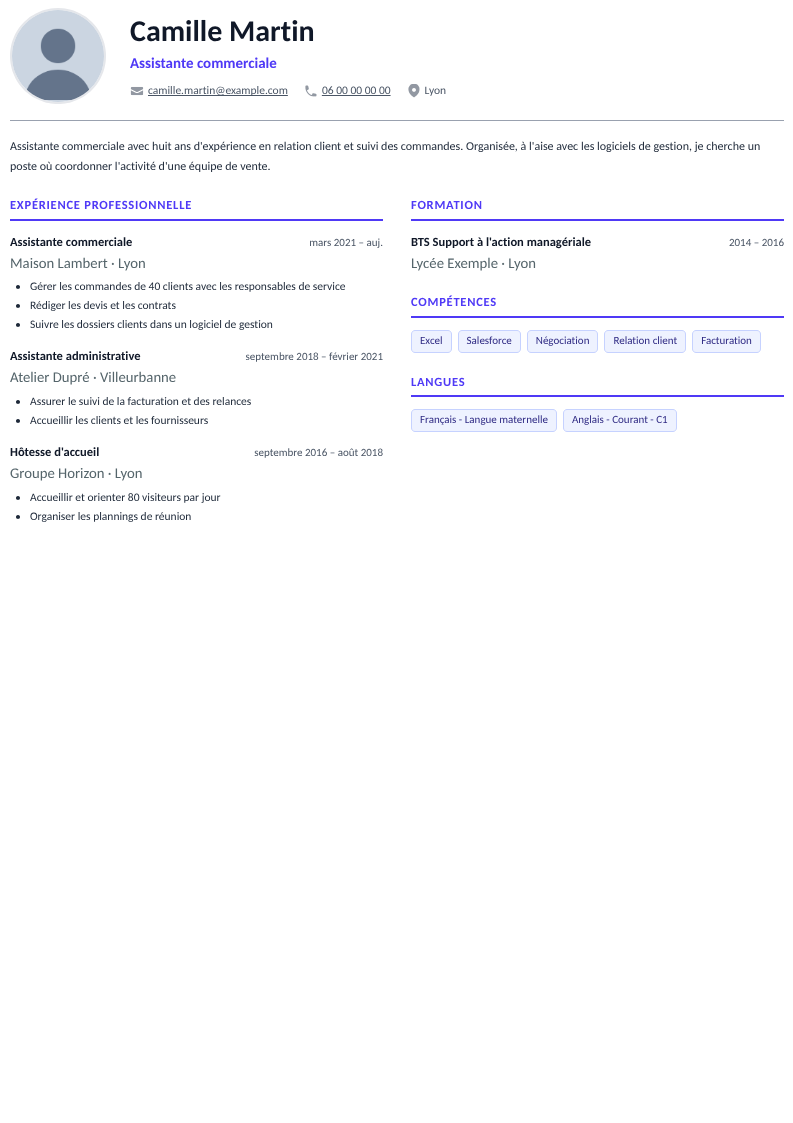 Camille Martin
Assistante commerciale
camille.martin@example.com 06 00 00 00 00 Lyon
Assistante commerciale avec huit ans d'expérience en relation client et suivi des commandes. Organisée, à l'aise avec les logiciels de gestion, je cherche un
poste où coordonner l'activité d'une équipe de vente.
EXPÉRIENCE PROFESSIONNELLE
Assistante commerciale mars 2021 – auj.
Maison Lambert · Lyon
• Gérer les commandes de 40 clients avec les responsables de service
• Rédiger les devis et les contrats
• Suivre les dossiers clients dans un logiciel de gestion
Assistante administrative septembre 2018 – février 2021
Atelier Dupré · Villeurbanne
• Assurer le suivi de la facturation et des relances
• Accueillir les clients et les fournisseurs
Hôtesse d'accueil septembre 2016 – août 2018
Groupe Horizon · Lyon
• Accueillir et orienter 80 visiteurs par jour
• Organiser les plannings de réunion
FORMATION
BTS Support à l'action managériale 2014 – 2016
Lycée Exemple · Lyon
COMPÉTENCES
Excel Salesforce Négociation Relation client Facturation
LANGUES
Français - Langue maternelle Anglais - Courant - C1